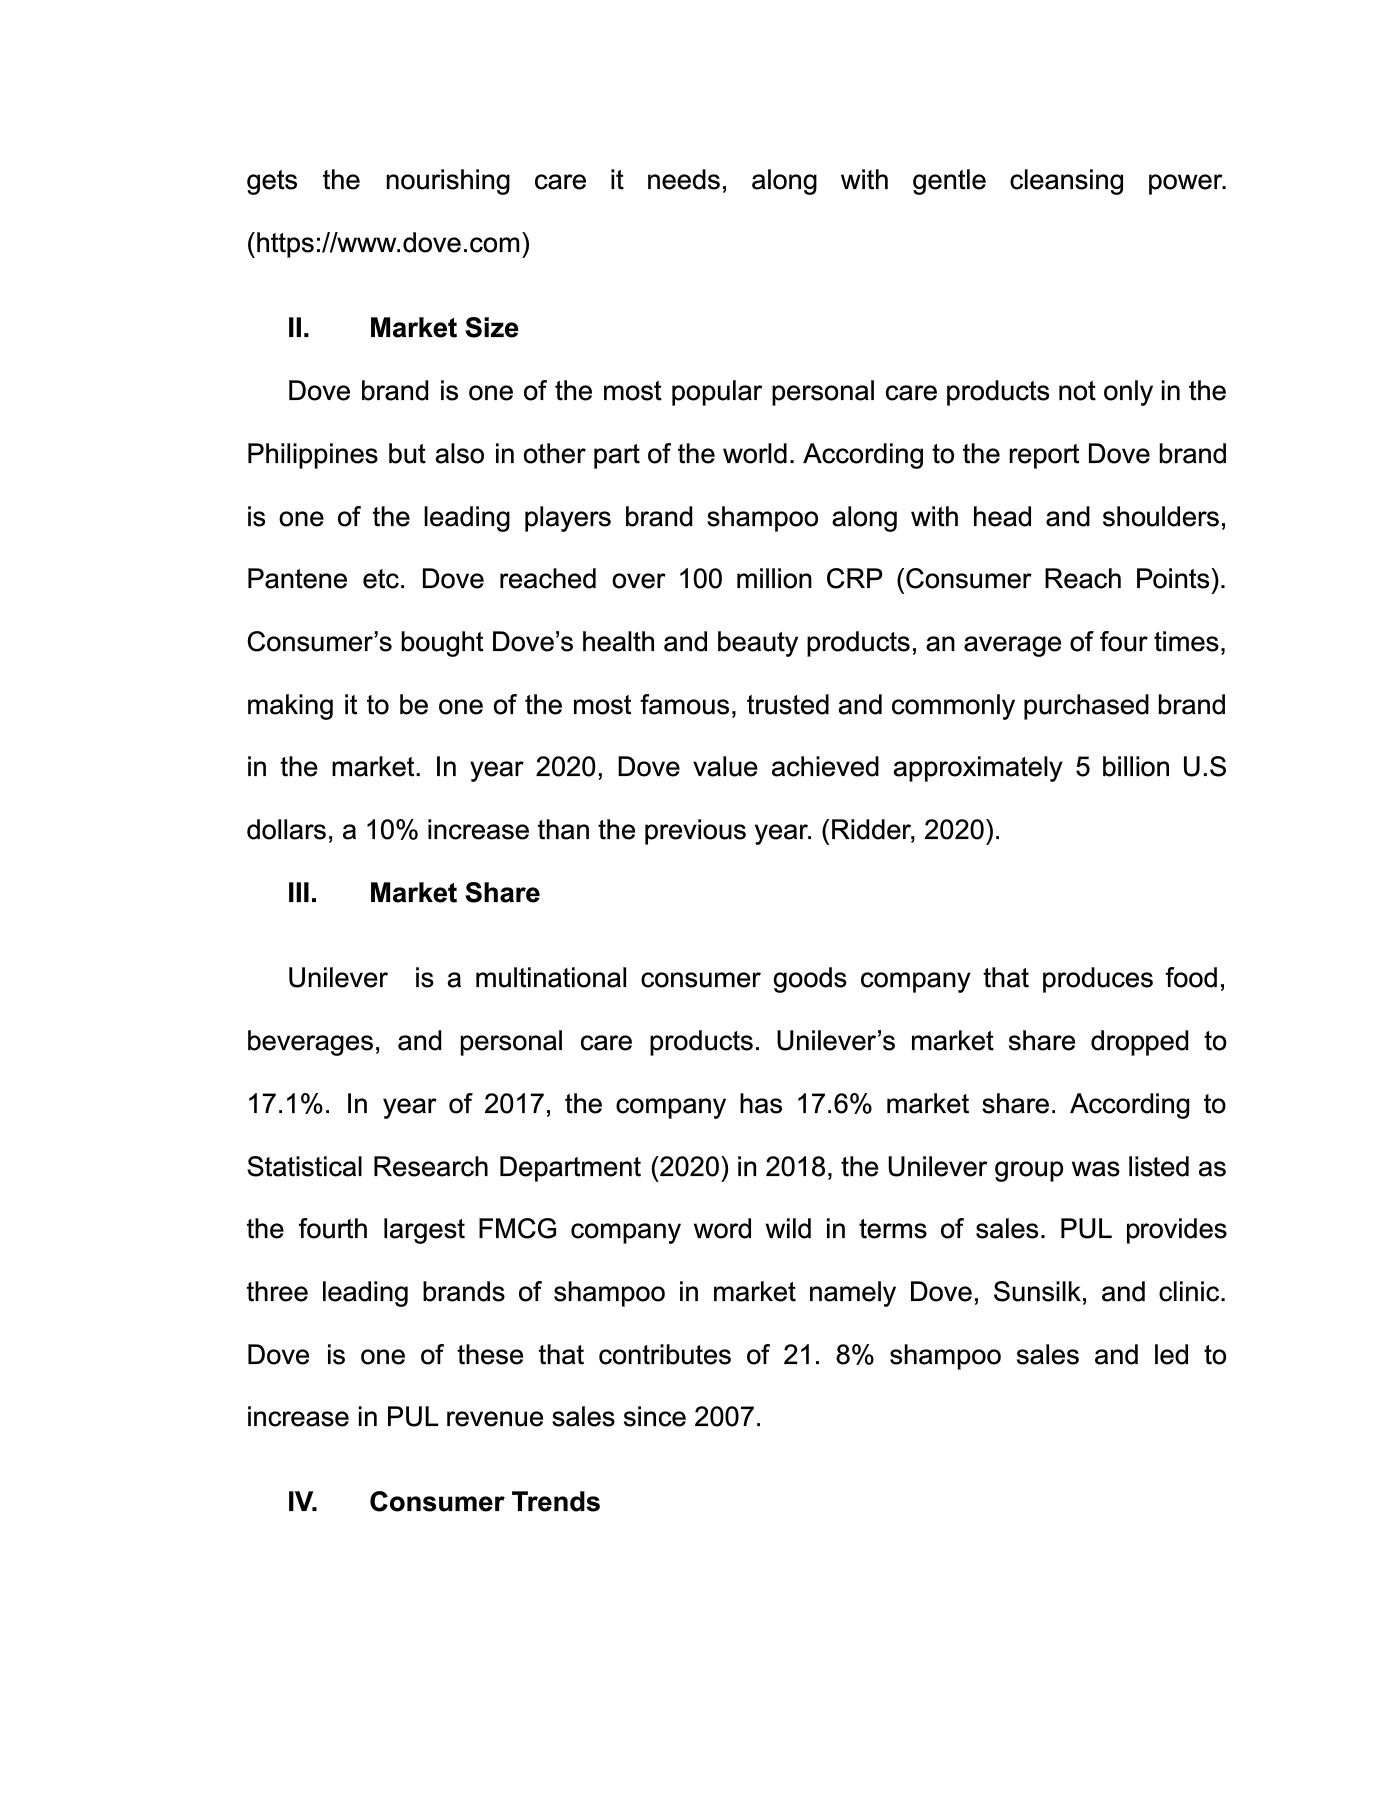 gets the nourishing care it needs, along with gentle cleansing power.
(https://www.dove.com)
II. Market Size
Dove brand is one of the most popular personal care products not only in the
Philippines but also in other part of the world. According to the report Dove brand
is one of the leading players brand shampoo along with head and shoulders,
Pantene etc. Dove reached over 100 million CRP (Consumer Reach Points).
Consumer’s bought Dove’s health and beauty products, an average of four times,
making it to be one of the most famous, trusted and commonly purchased brand
in the market. In year 2020, Dove value achieved approximately 5 billion U.S
dollars, a 10% increase than the previous year. (Ridder, 2020).
III. Market Share
Unilever is a multinational consumer goods company that produces food,
beverages, and personal care products. Unilever’s market share dropped to
17.1%. In year of 2017, the company has 17.6% market share. According to
Statistical Research Department (2020) in 2018, the Unilever group was listed as
the fourth largest FMCG company word wild in terms of sales. PUL provides
three leading brands of shampoo in market namely Dove, Sunsilk, and clinic.
Dove is one of these that contributes of 21. 8% shampoo sales and led to
increase in PUL revenue sales since 2007.
IV. Consumer Trends